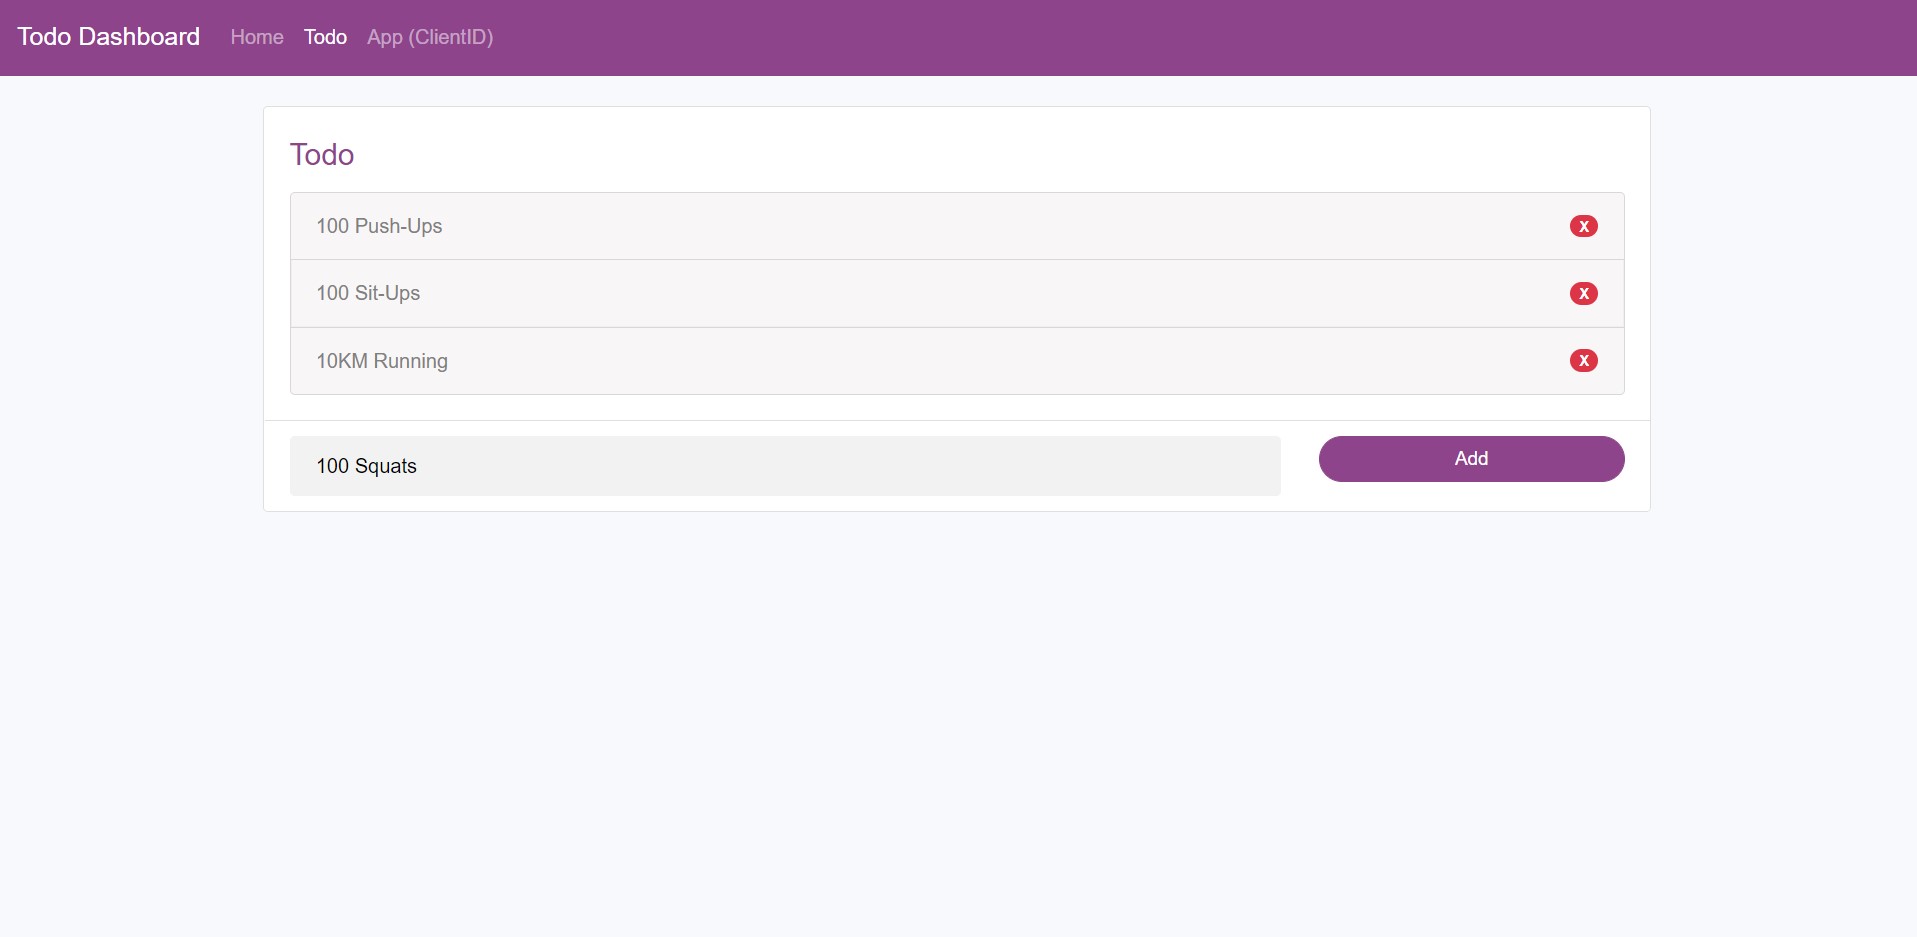 Todo Dashboard Home Todo App (ClientID)
Todo
100 Push-Ups X
100 Sit-Ups X
10KM Running X
100 Squats Add